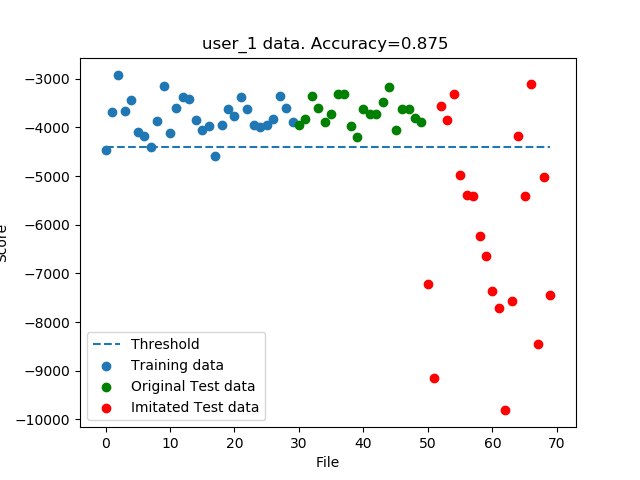 user_1 data. Accuracy=0.875
−3000
−4000
−5000
−6000
−7000
−8000
−9000
−10000
Score
Threshold
Training data
Original Test data
Imitated Test data
0 10 20 30 40 50 60 70
File